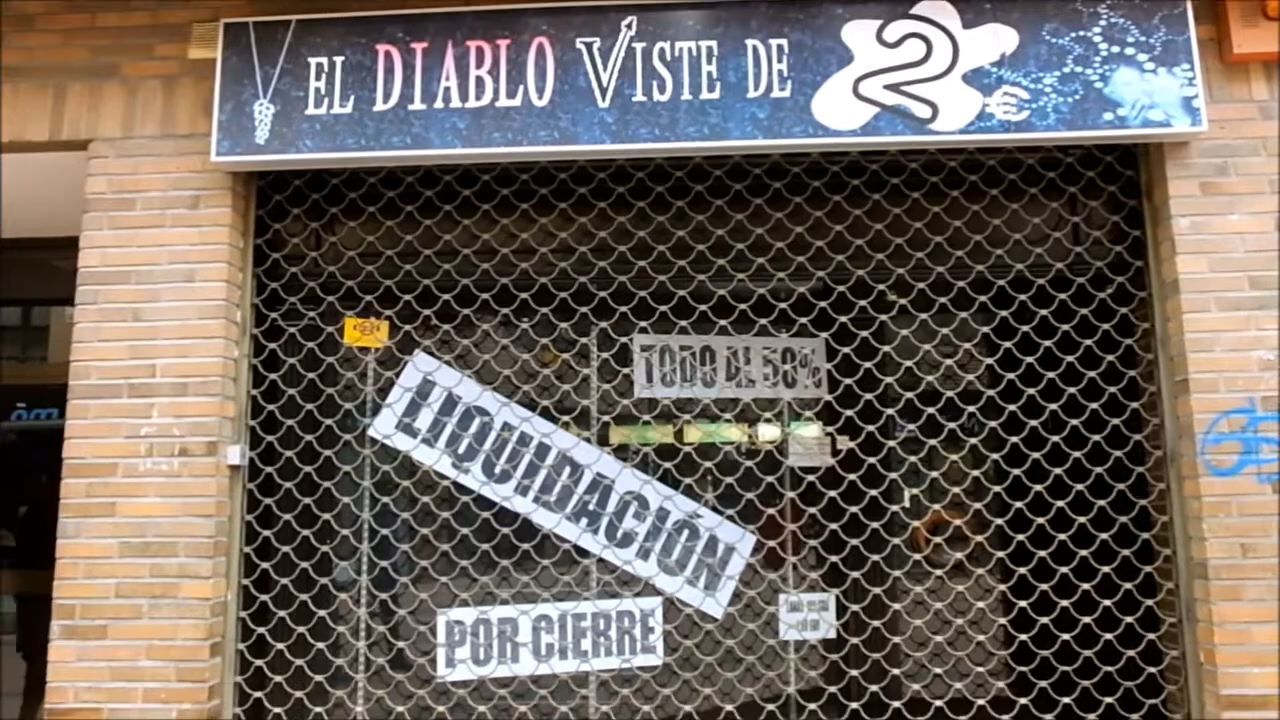 EL DIABLO VISTE DE 2 €
TODO AL 50%
LIQUIDACIÓN
POR CIERRE